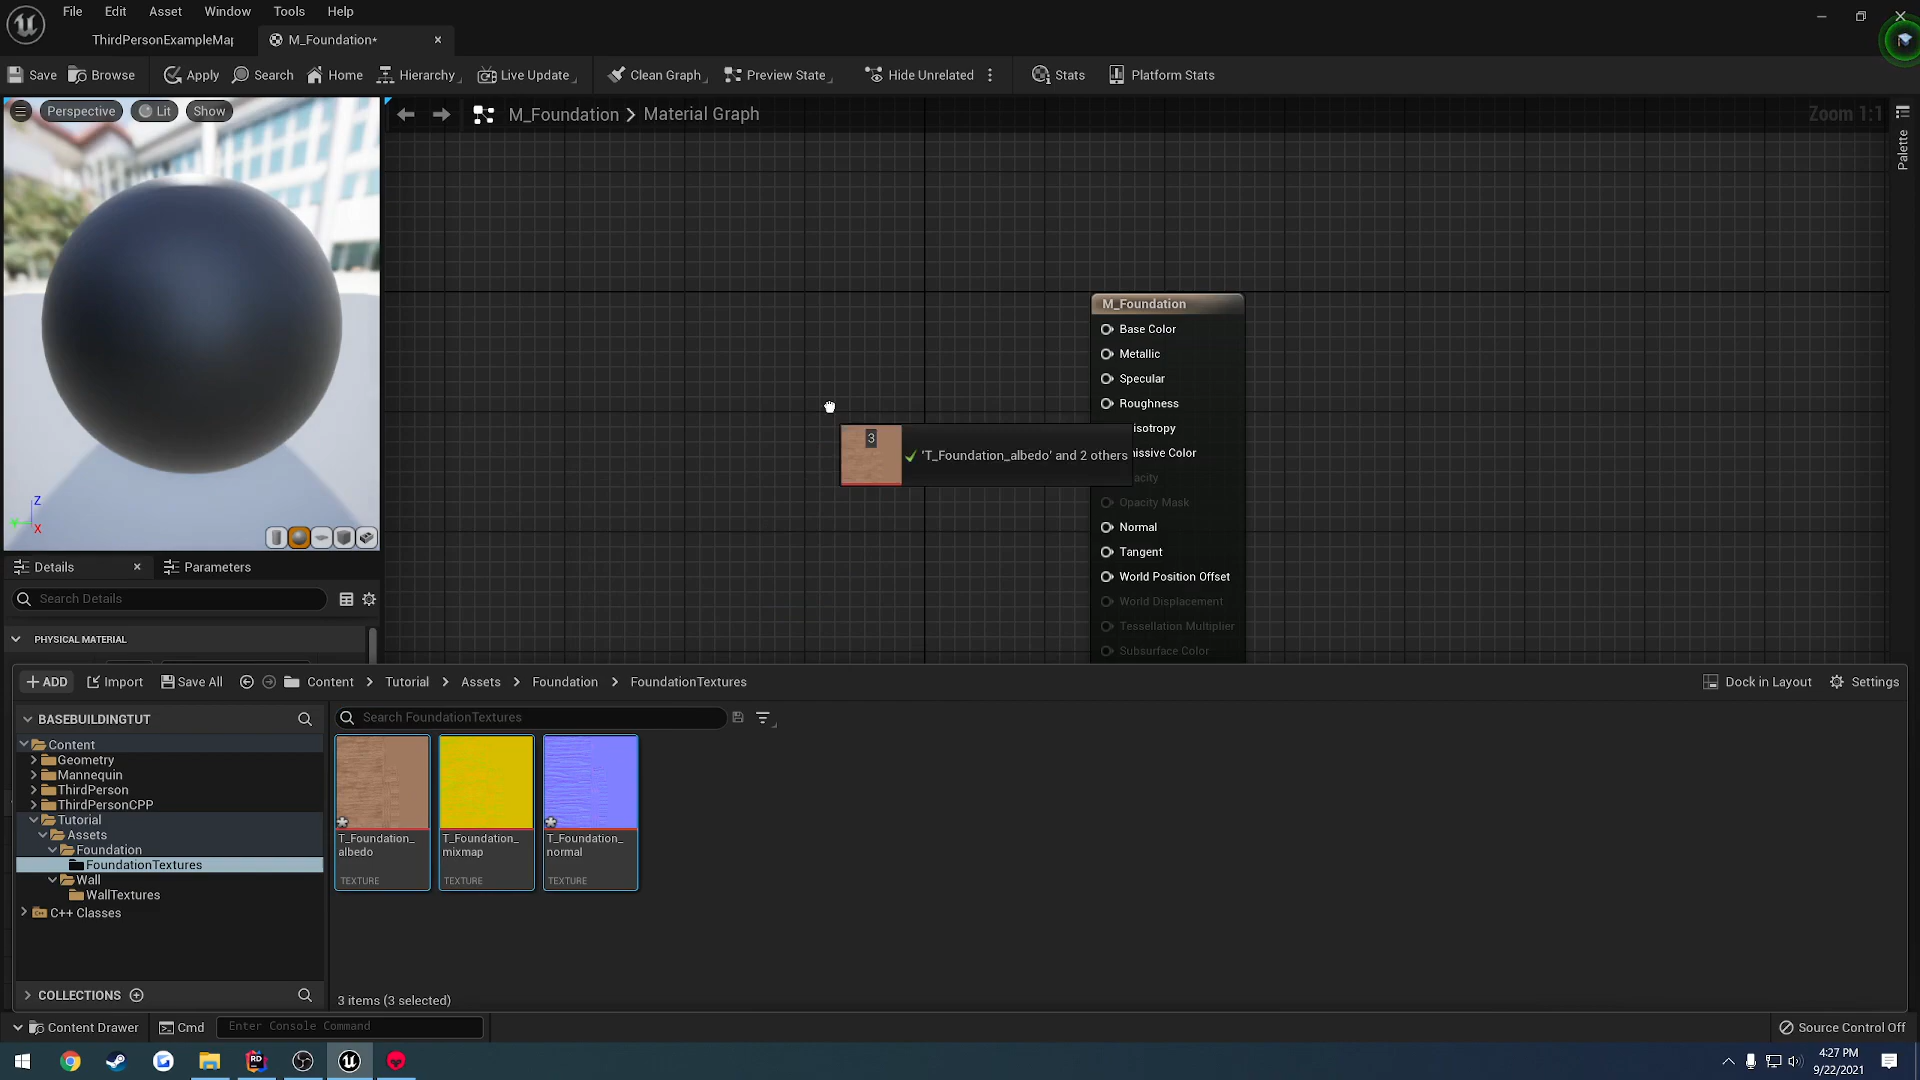 File Edit Asset Window Tools Help
ThirdPersonExampleMap
M_Foundation*
Save Browse Apply Search Home Hierarchy Live Update Clean Graph Preview State Hide Unrelated Stats Platform Stats
Perspective Lit Show
M_Foundation > Material Graph
Zoom 1:1
Palette
M_Foundation
Base Color
Metallic
Specular
Roughness
isotropy
issive Color
acity
Opacity Mask
Normal
Tangent
World Position Offset
World Displacement
Tessellation Multiplier
Subsurface Color
3
'T_Foundation_albedo' and 2 others
Z
X
Details Parameters
Search Details
PHYSICAL MATERIAL
+ ADD Import Save All Content > Tutorial > Assets > Foundation > FoundationTextures
Dock in Layout Settings
BASEBUILDINGTUT
Search FoundationTextures
Content
Geometry
Mannequin
ThirdPerson
ThirdPersonCPP
Tutorial
Assets
Foundation
FoundationTextures
Wall
WallTextures
C++ Classes
COLLECTIONS
T_Foundation_
albedo
TEXTURE
T_Foundation_
mixmap
TEXTURE
T_Foundation_
normal
TEXTURE
3 items (3 selected)
Content Drawer Cmd Enter Console Command
Source Control Off
RD
4:27 PM
9/22/2021